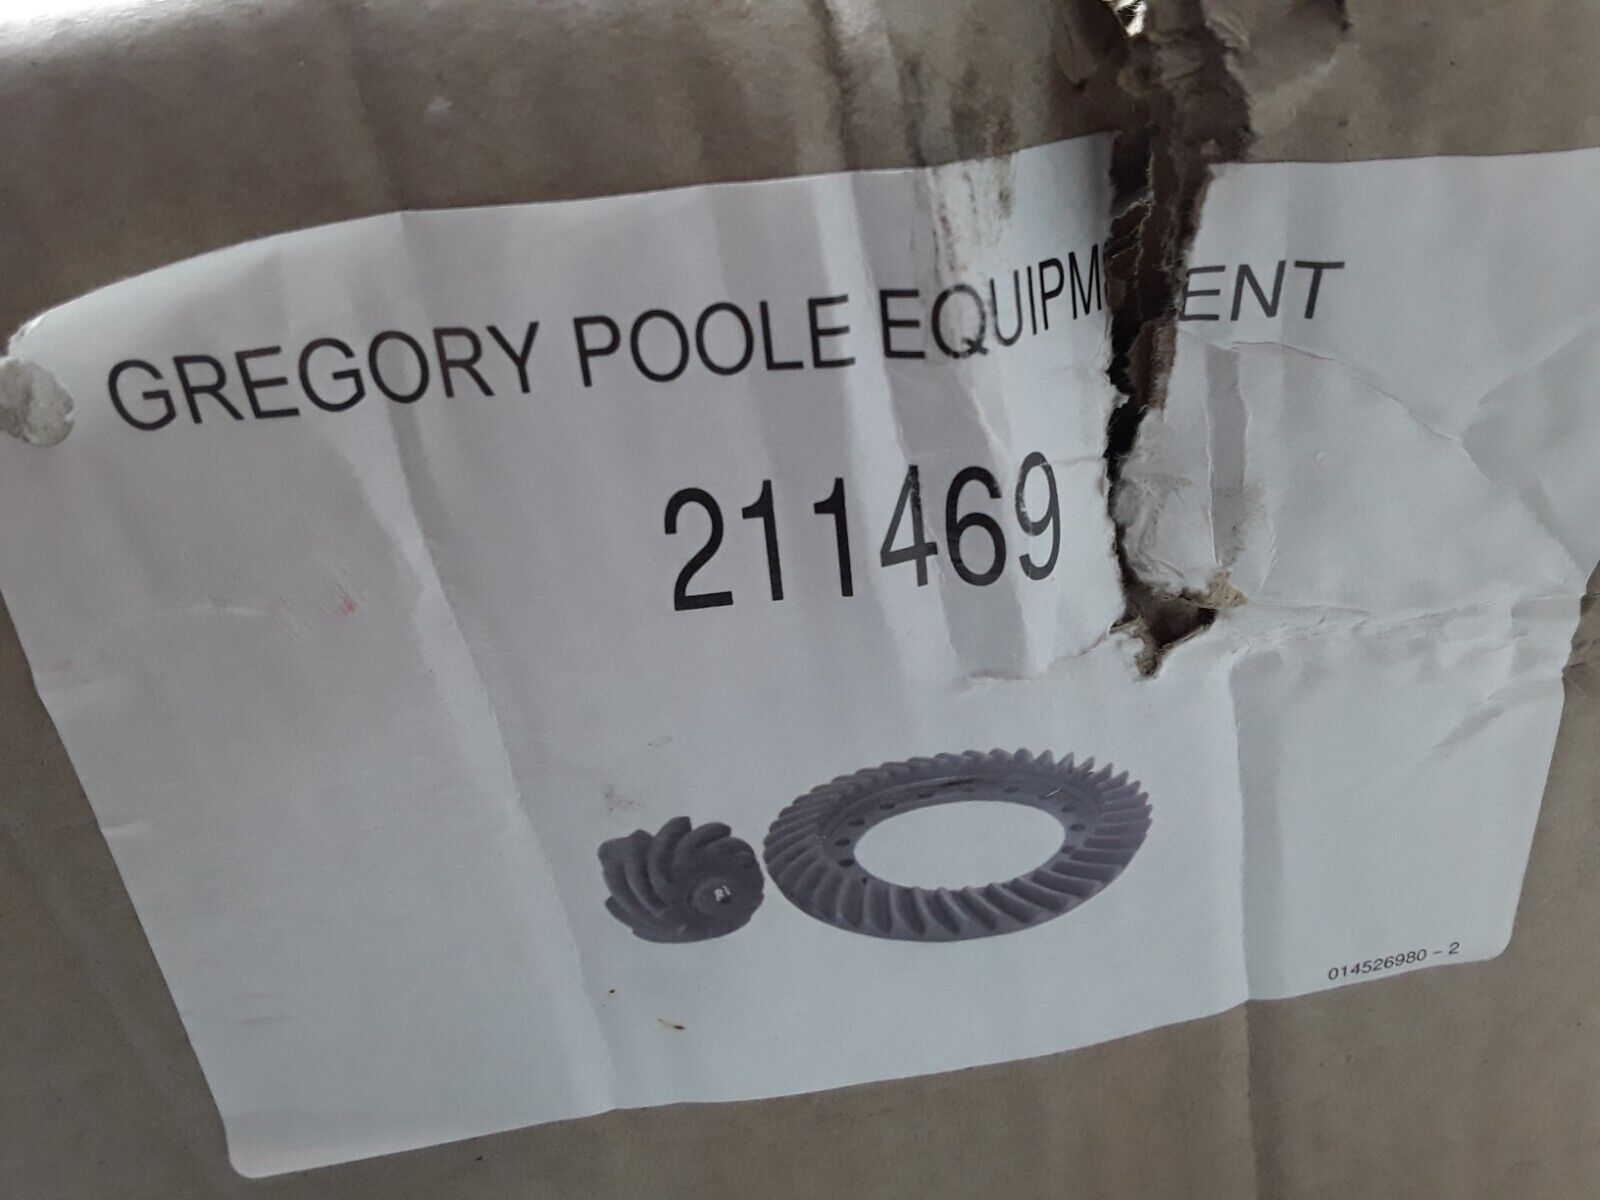 GREGORY POOLE EQUIPMENT
211469
014526980 - 2